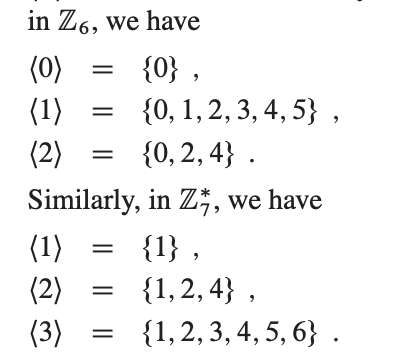 in ℤ₆, we have
⟨0⟩ = {0} ,
⟨1⟩ = {0, 1, 2, 3, 4, 5} ,
⟨2⟩ = {0, 2, 4} .
Similarly, in ℤ₇*, we have
⟨1⟩ = {1} ,
⟨2⟩ = {1, 2, 4} ,
⟨3⟩ = {1, 2, 3, 4, 5, 6} .